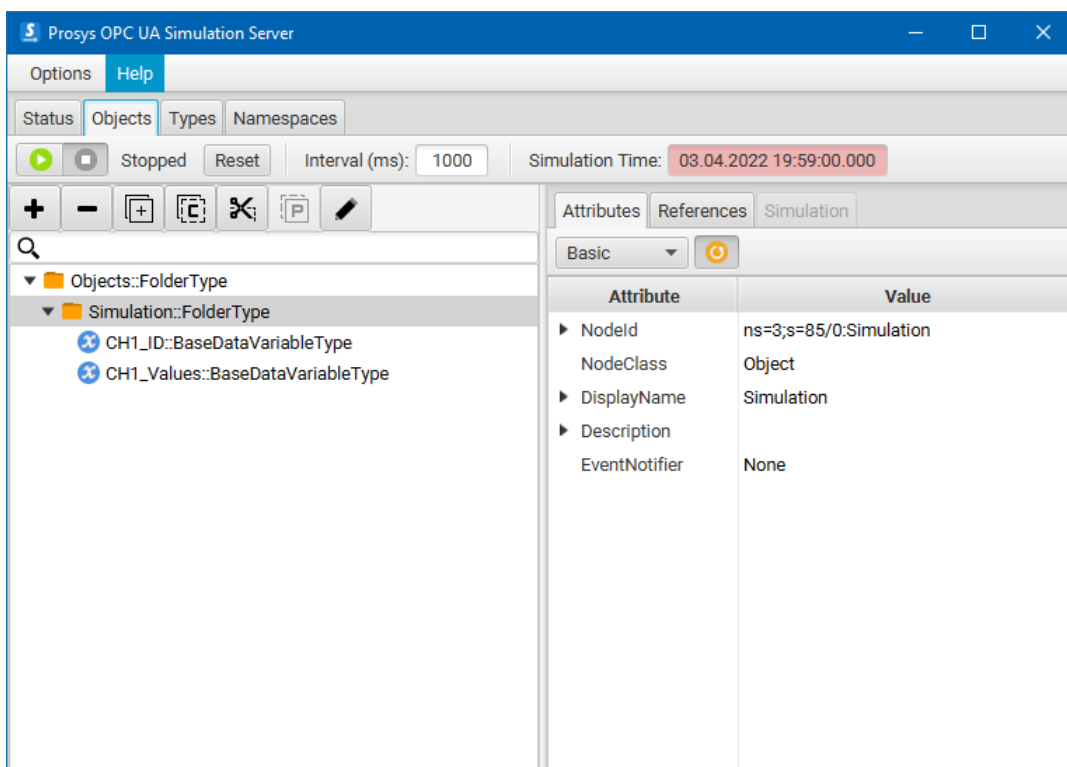 Prosys OPC UA Simulation Server
Options Help
Status Objects Types Namespaces
Stopped Reset Interval (ms): 1000 Simulation Time: 03.04.2022 19:59:00.000
Attributes References Simulation
Basic
Objects::FolderType
Simulation::FolderType
CH1_ID::BaseDataVariableType
CH1_Values::BaseDataVariableType
Attribute Value
NodeId ns=3;s=85/0:Simulation
NodeClass Object
DisplayName Simulation
Description
EventNotifier None